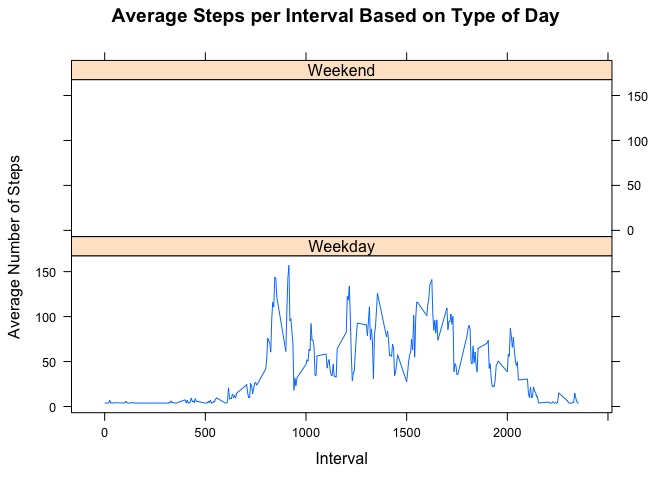 Average Steps per Interval Based on Type of Day
Weekend
150
100
50
0
Weekday
150
100
50
0
0 500 1000 1500 2000
Interval
Average Number of Steps